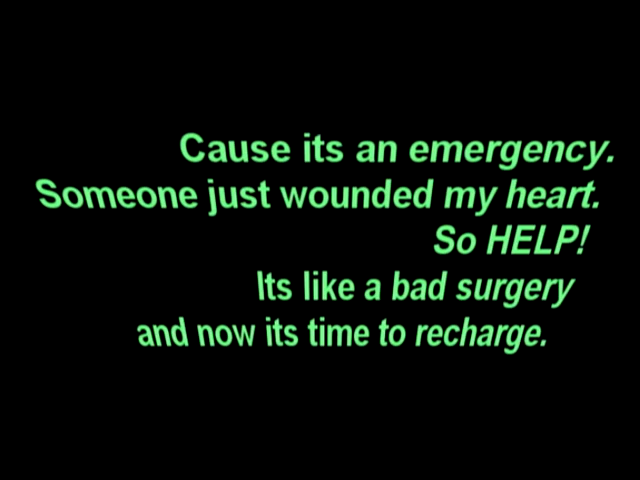 Cause its an emergency.
Someone just wounded my heart.
So HELP!
Its like a bad surgery
and now its time to recharge.